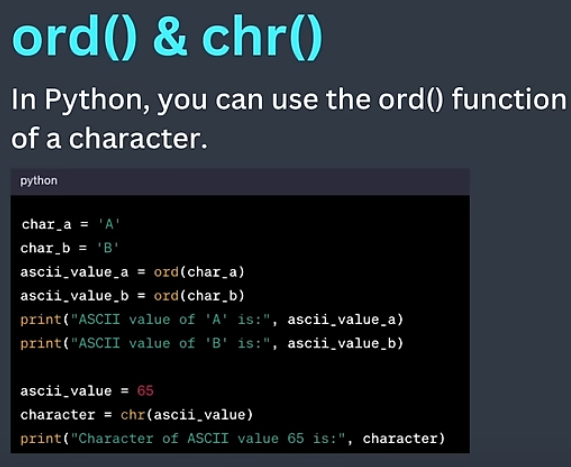 ord() & chr()
In Python, you can use the ord() function
of a character.
python
char_a = 'A'
char_b = 'B'
ascii_value_a = ord(char_a)
ascii_value_b = ord(char_b)
print("ASCII value of 'A' is:", ascii_value_a)
print("ASCII value of 'B' is:", ascii_value_b)
ascii_value = 65
character = chr(ascii_value)
print("Character of ASCII value 65 is:", character)